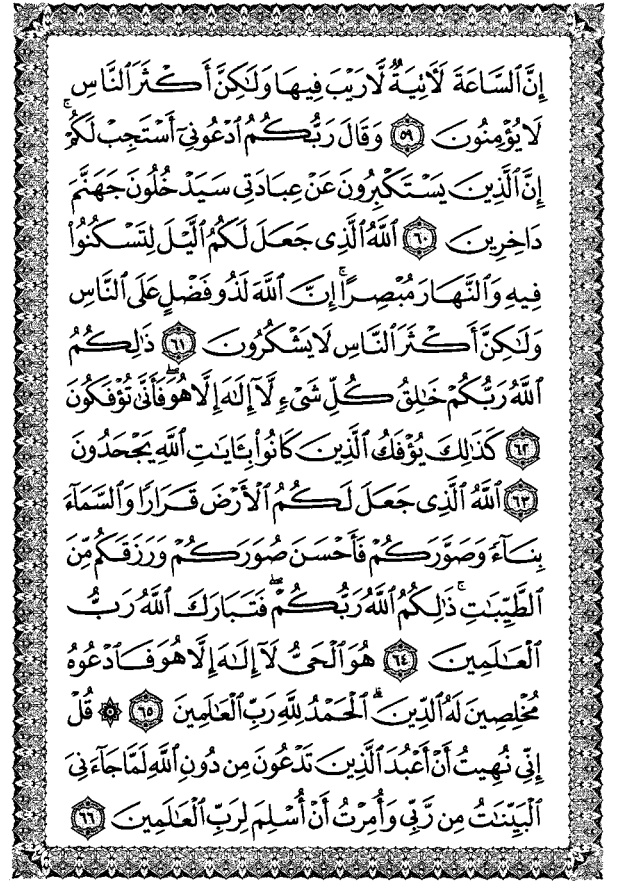 إِنَّ ٱلسَّاعَةَ لَءَاتِيَةٌ لَّا رَيْبَ فِيهَا وَلَٰكِنَّ أَكْثَرَ ٱلنَّاسِ
لَا يُؤْمِنُونَ ٥٩ وَقَالَ رَبُّكُمُ ٱدْعُونِىٓ أَسْتَجِبْ لَكُمْ ۚ
إِنَّ ٱلَّذِينَ يَسْتَكْبِرُونَ عَنْ عِبَادَتِى سَيَدْخُلُونَ جَهَنَّمَ
دَاخِرِينَ ٦٠ ٱللَّهُ ٱلَّذِى جَعَلَ لَكُمُ ٱلَّيْلَ لِتَسْكُنُوا۟
فِيهِ وَٱلنَّهَارَ مُبْصِرًا ۚ إِنَّ ٱللَّهَ لَذُو فَضْلٍ عَلَى ٱلنَّاسِ
وَلَٰكِنَّ أَكْثَرَ ٱلنَّاسِ لَا يَشْكُرُونَ ٦١ ذَٰلِكُمُ
ٱللَّهُ رَبُّكُمْ خَٰلِقُ كُلِّ شَىْءٍ لَّآ إِلَٰهَ إِلَّا هُوَ ۖ فَأَنَّىٰ تُؤْفَكُونَ
٦٢ كَذَٰلِكَ يُؤْفَكُ ٱلَّذِينَ كَانُوا۟ بِـَٔايَٰتِ ٱللَّهِ يَجْحَدُونَ
٦٣ ٱللَّهُ ٱلَّذِى جَعَلَ لَكُمُ ٱلْأَرْضَ قَرَارًا وَٱلسَّمَآءَ
بِنَآءً وَصَوَّرَكُمْ فَأَحْسَنَ صُوَرَكُمْ وَرَزَقَكُم مِّنَ
ٱلطَّيِّبَٰتِ ۚ ذَٰلِكُمُ ٱللَّهُ رَبُّكُمْ ۖ فَتَبَارَكَ ٱللَّهُ رَبُّ
ٱلْعَٰلَمِينَ ٦٤ هُوَ ٱلْحَىُّ لَآ إِلَٰهَ إِلَّا هُوَ فَٱدْعُوهُ
مُخْلِصِينَ لَهُ ٱلدِّينَ ۗ ٱلْحَمْدُ لِلَّهِ رَبِّ ٱلْعَٰلَمِينَ ٦٥ ۞ قُلْ
إِنِّى نُهِيتُ أَنْ أَعْبُدَ ٱلَّذِينَ تَدْعُونَ مِن دُونِ ٱللَّهِ لَمَّا جَآءَنِىَ
ٱلْبَيِّنَٰتُ مِن رَّبِّى وَأُمِرْتُ أَنْ أُسْلِمَ لِرَبِّ ٱلْعَٰلَمِينَ ٦٦